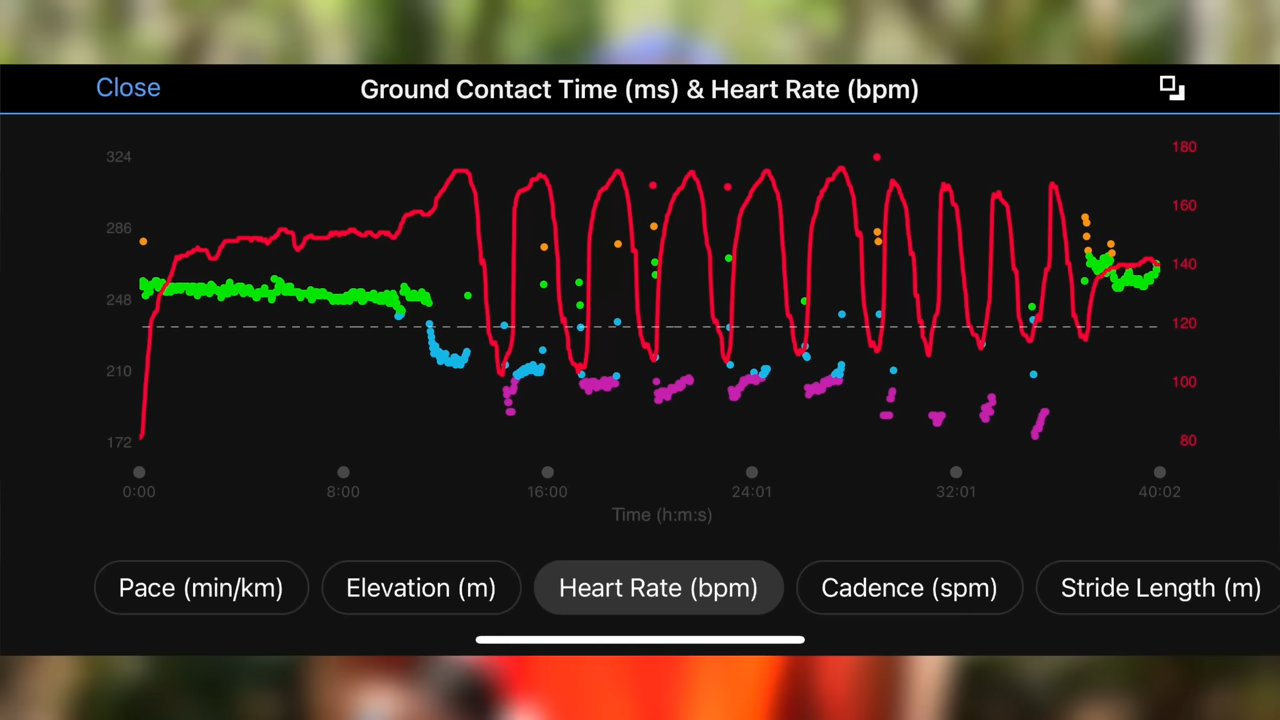 Close
Ground Contact Time (ms) & Heart Rate (bpm)
324
286
248
210
172
180
160
140
120
100
80
0:00
8:00
16:00
24:01
32:01
40:02
Time (h:m:s)
Pace (min/km)
Elevation (m)
Heart Rate (bpm)
Cadence (spm)
Stride Length (m)